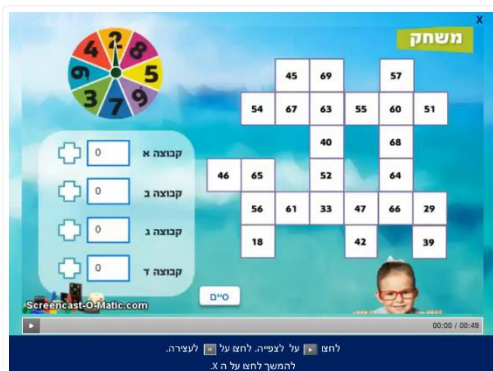 X
משחק
4 2 8 5 9 7 3 6
45 69 57
54 67 63 55 60 51
40 68
46 65 52 64
56 61 33 47 66 29
18 42 39
0 קבוצה א
0 קבוצה ב
0 קבוצה ג
0 קבוצה ד
סיים
Screencast-O-Matic.com
00:00 / 00:49
לחצו על לצפייה. לחצו על לעצירה.
להמשך לחצו על ה X.